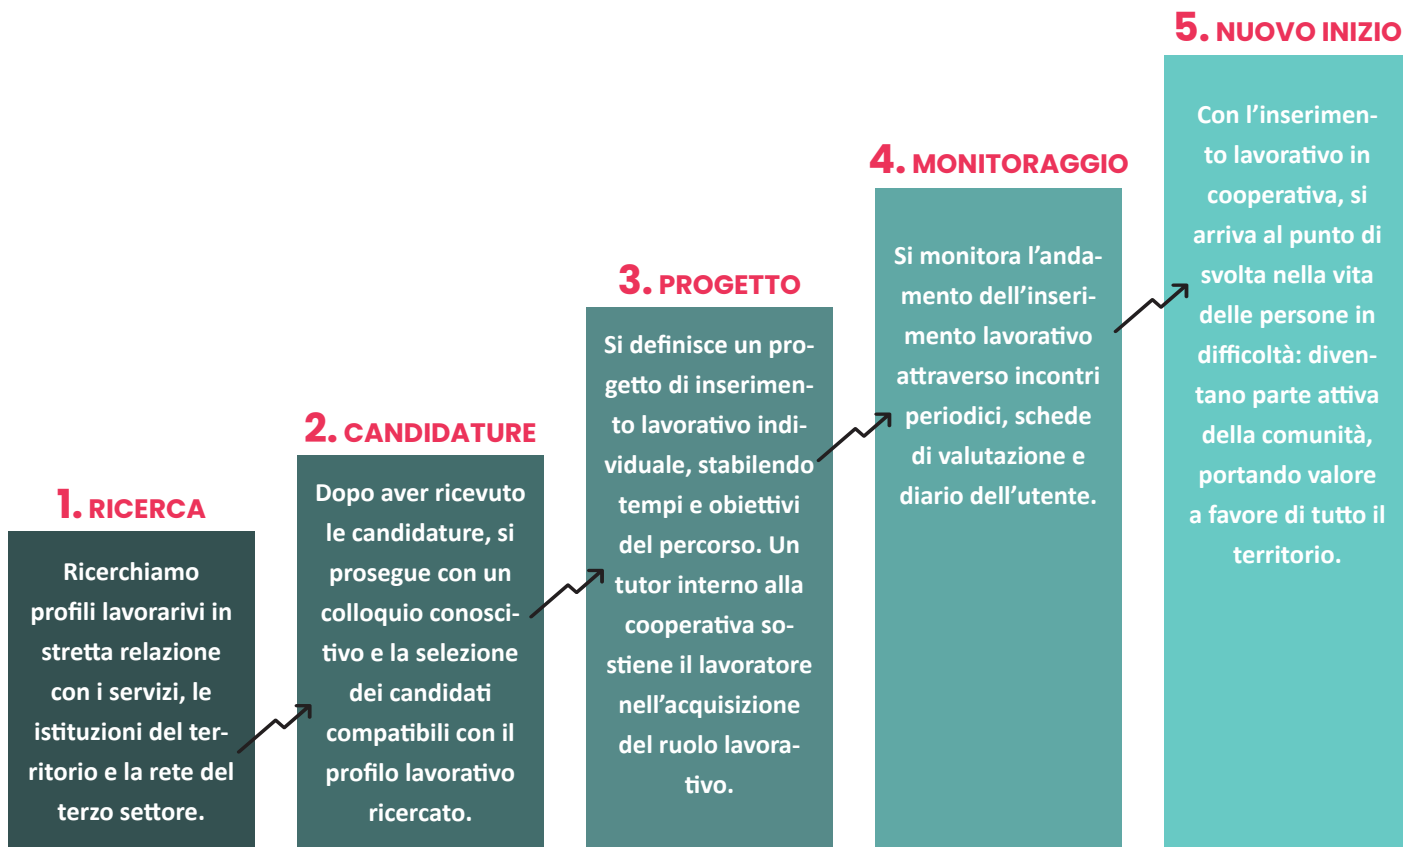 1. RICERCA
Ricerchiamo
profili lavorarivi in
stretta relazione
con i servizi, le
istituzioni del ter-
ritorio e la rete del
terzo settore.
2. CANDIDATURE
Dopo aver ricevuto
le candidature, si
prosegue con un
colloquio conosci-
tivo e la selezione
dei candidati
compatibili con il
profilo lavorativo
ricercato.
3. PROGETTO
Si definisce un pro-
getto di inserimen-
to lavorativo indi-
viduale, stabilendo
tempi e obiettivi
del percorso. Un
tutor interno alla
cooperativa so-
stiene il lavoratore
nell’acquisizione
del ruolo lavora-
tivo.
4. MONITORAGGIO
Si monitora l’anda-
mento dell’inseri-
mento lavorativo
attraverso incontri
periodici, schede
di valutazione e
diario dell’utente.
5. NUOVO INIZIO
Con l’inserimen-
to lavorativo in
cooperativa, si
arriva al punto di
svolta nella vita
delle persone in
difficoltà: diven-
tano parte attiva
della comunità,
portando valore
a favore di tutto il
territorio.